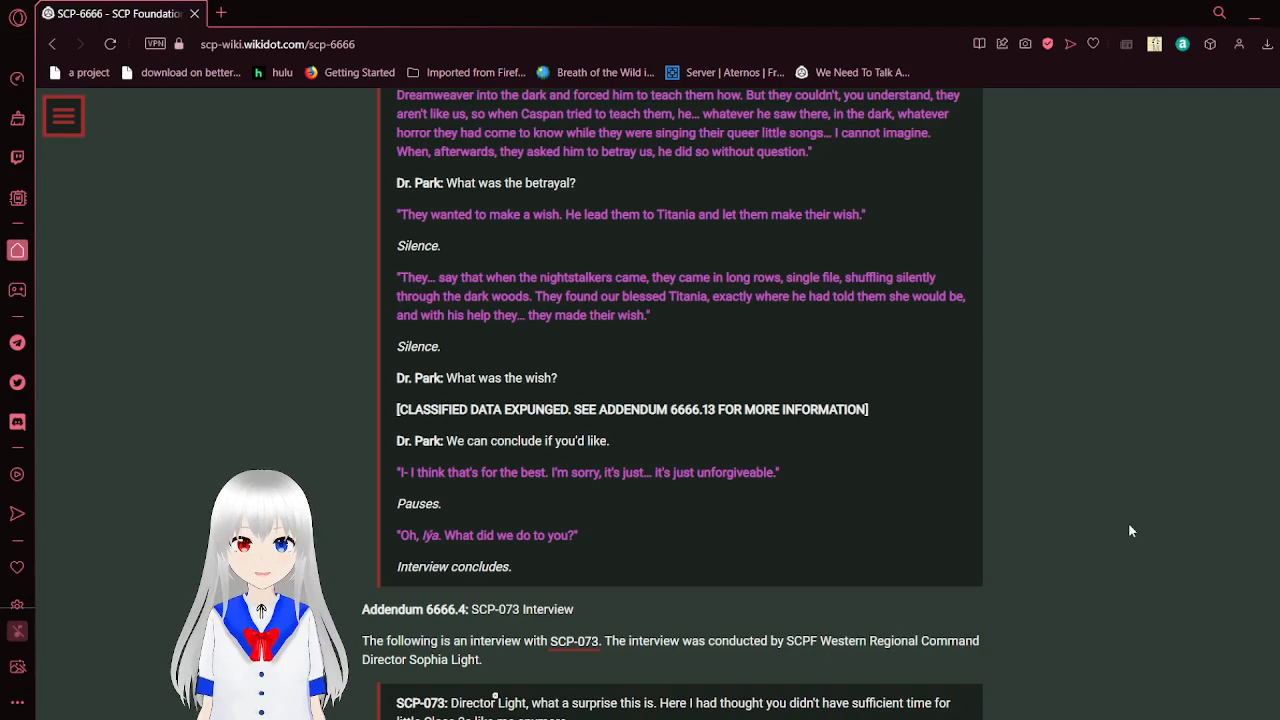 SCP-6666 - SCP Foundation
VPN
scp-wiki.wikidot.com/scp-6666
a project
download on better...
hulu
Getting Started
Imported from Firef...
Breath of the Wild i...
Server | Aternos | Fr...
We Need To Talk A...
Dreamweaver into the dark and forced him to teach them how. But they couldn't, you understand, they
aren't like us, so when Caspan tried to teach them, he... whatever he saw there, in the dark, whatever
horror they had come to know while they were singing their queer little songs... I cannot imagine.
When, afterwards, they asked him to betray us, he did so without question."
Dr. Park: What was the betrayal?
"They wanted to make a wish. He lead them to Titania and let them make their wish."
Silence.
"They... say that when the nightstalkers came, they came in long rows, single file, shuffling silently
through the dark woods. They found our blessed Titania, exactly where he had told them she would be,
and with his help they... they made their wish."
Silence.
Dr. Park: What was the wish?
[CLASSIFIED DATA EXPUNGED. SEE ADDENDUM 6666.13 FOR MORE INFORMATION]
Dr. Park: We can conclude if you'd like.
"I- I think that's for the best. I'm sorry, it's just... it's just unforgiveable."
Pauses.
"Oh, Iýa. What did we do to you?"
Interview concludes.
Addendum 6666.4: SCP-073 Interview
The following is an interview with SCP-073. The interview was conducted by SCPF Western Regional Command
Director Sophia Light.
SCP-073: Director Light, what a surprise this is. Here I had thought you didn't have sufficient time for
little Class 2s like me anymore.